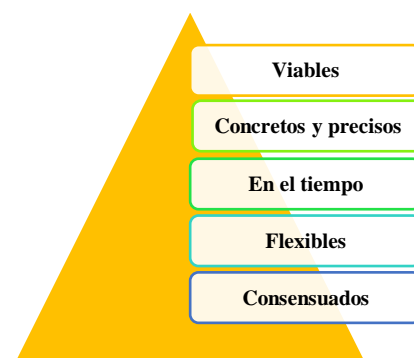 Viables
Concretos y precisos
En el tiempo
Flexibles
Consensuados